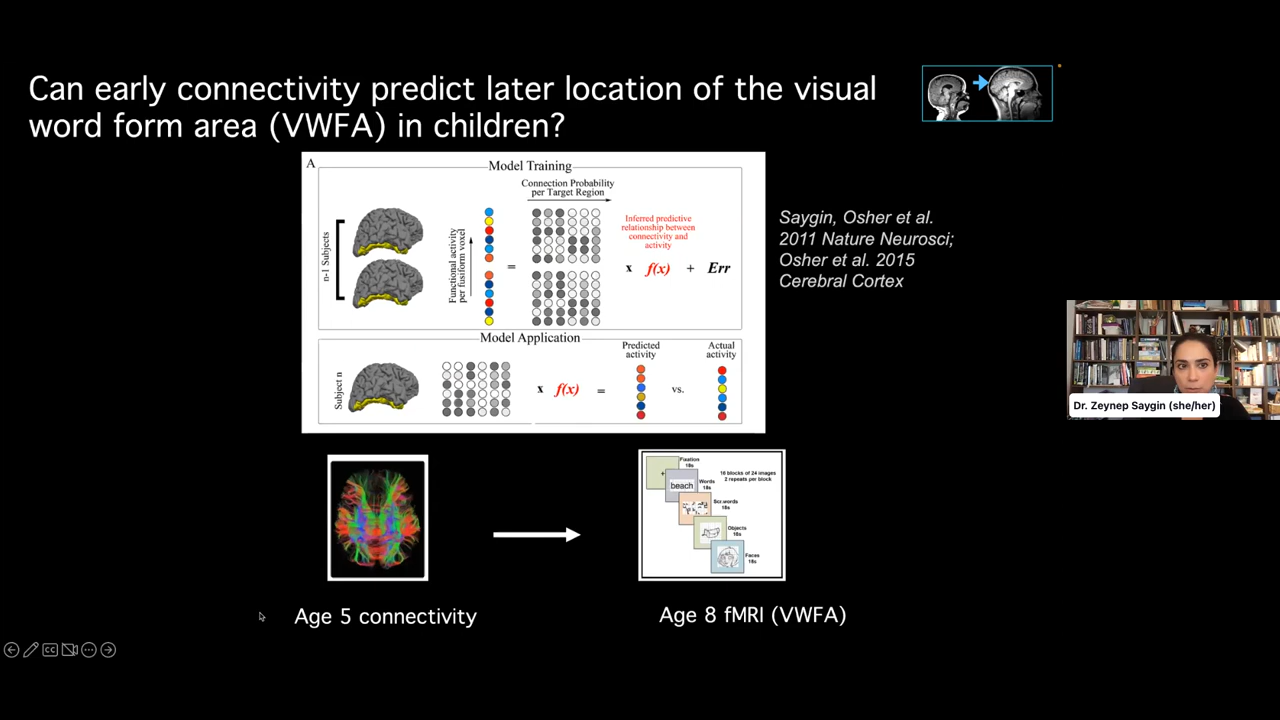 Can early connectivity predict later location of the visual
word form area (VWFA) in children?
A
Model Training
n-1 Subjects
Functional activity
per fusiform voxel
=
Connection Probability
per Target Region
Inferred predictive
relationship between
connectivity and
activity
x f(x) + Err
Model Application
Subject n
x f(x) =
Predicted
activity
vs.
Actual
activity
Saygin, Osher et al.
2011 Nature Neurosci;
Osher et al. 2015
Cerebral Cortex
Dr. Zeynep Saygin (she/her)
Fixation
18s
16 blocks of 24 images
2 repeats per block
+
Words
18s
beach
Scr.words
18s
Objects
18s
Faces
18s
Age 5 connectivity
Age 8 fMRI (VWFA)
CC